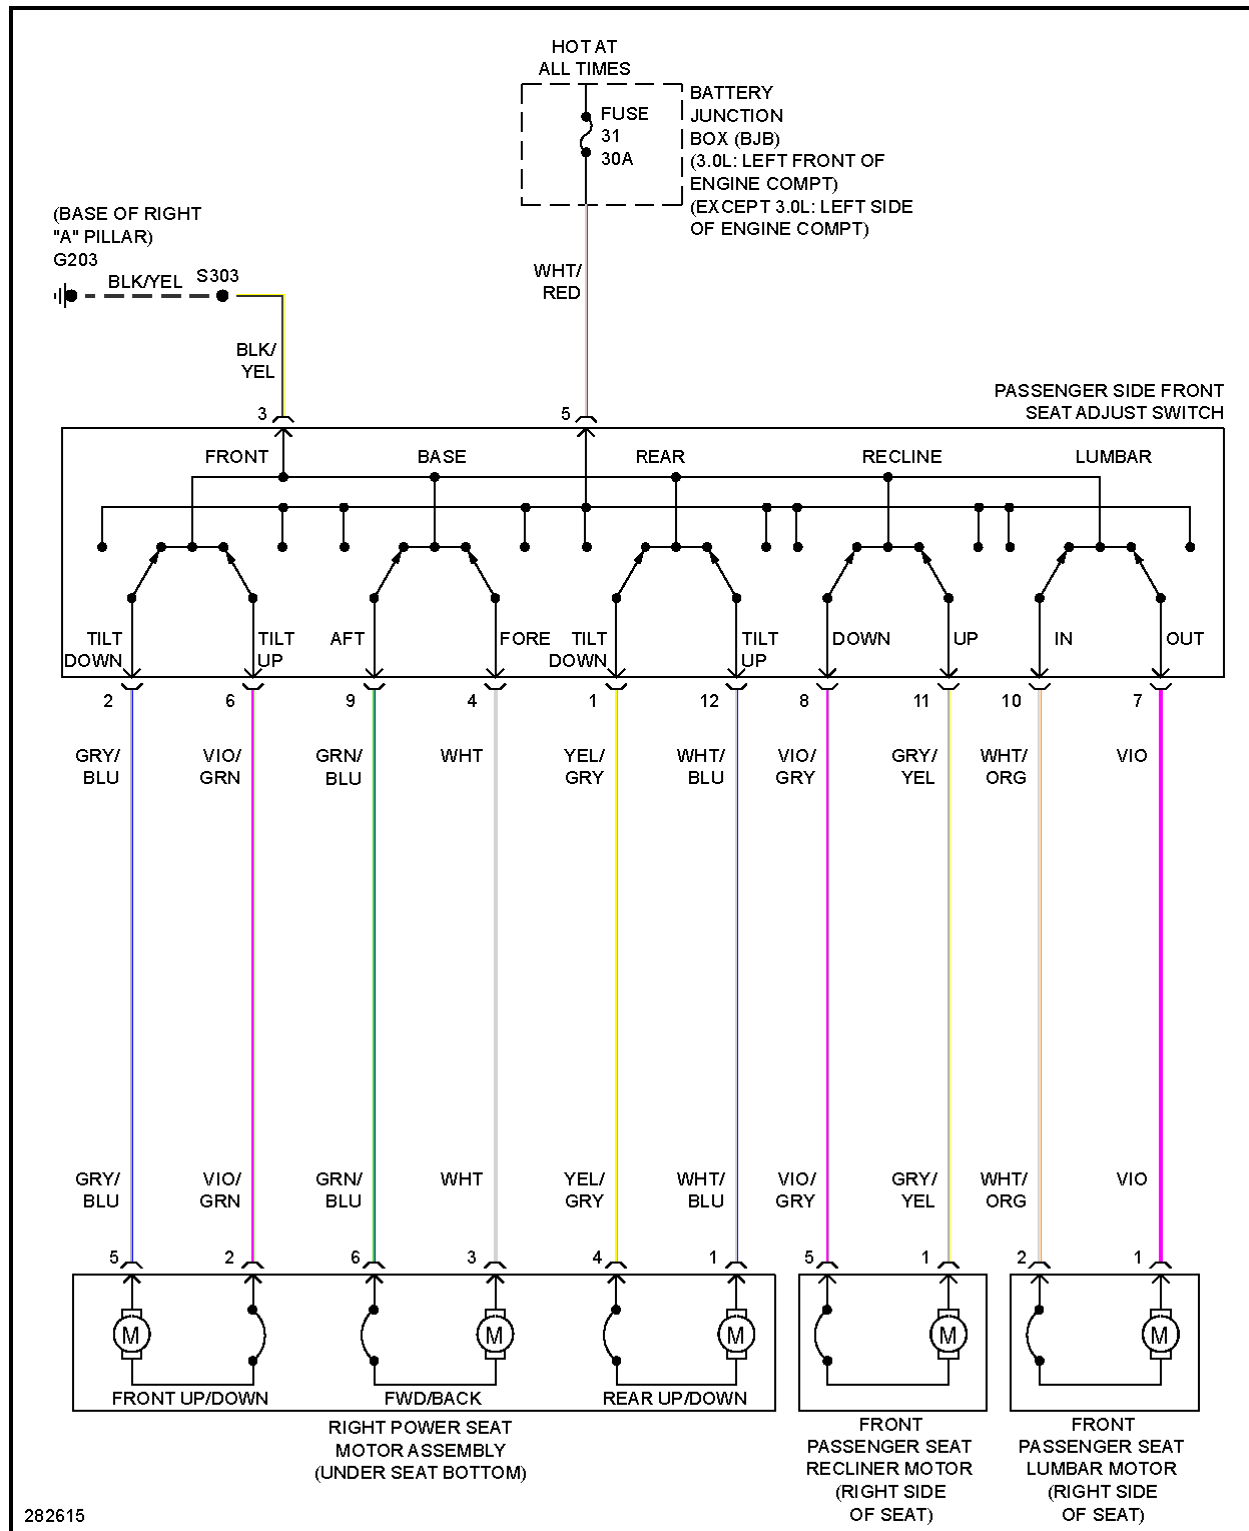 HOT AT
ALL TIMES
FUSE
31
30A
BATTERY
JUNCTION
BOX (BJB)
(3.0L: LEFT FRONT OF
ENGINE COMPT)
(EXCEPT 3.0L: LEFT SIDE
OF ENGINE COMPT)
(BASE OF RIGHT
"A" PILLAR)
G203
BLK/YEL
S303
WHT/
RED
BLK/
YEL
3
5
PASSENGER SIDE FRONT
SEAT ADJUST SWITCH
FRONT
BASE
REAR
RECLINE
LUMBAR
TILT
DOWN
TILT
UP
AFT
FORE
TILT
DOWN
TILT
UP
DOWN
UP
IN
OUT
2
6
9
4
1
12
8
11
10
7
GRY/
BLU
VIO/
GRN
GRN/
BLU
WHT
YEL/
GRY
WHT/
BLU
VIO/
GRY
GRY/
YEL
WHT/
ORG
VIO
GRY/
BLU
VIO/
GRN
GRN/
BLU
WHT
YEL/
GRY
WHT/
BLU
VIO/
GRY
GRY/
YEL
WHT/
ORG
VIO
5
2
6
3
4
1
5
1
2
1
M
M
M
M
M
FRONT UP/DOWN
FWD/BACK
REAR UP/DOWN
RIGHT POWER SEAT
MOTOR ASSEMBLY
(UNDER SEAT BOTTOM)
FRONT
PASSENGER SEAT
RECLINER MOTOR
(RIGHT SIDE
OF SEAT)
FRONT
PASSENGER SEAT
LUMBAR MOTOR
(RIGHT SIDE
OF SEAT)
282615